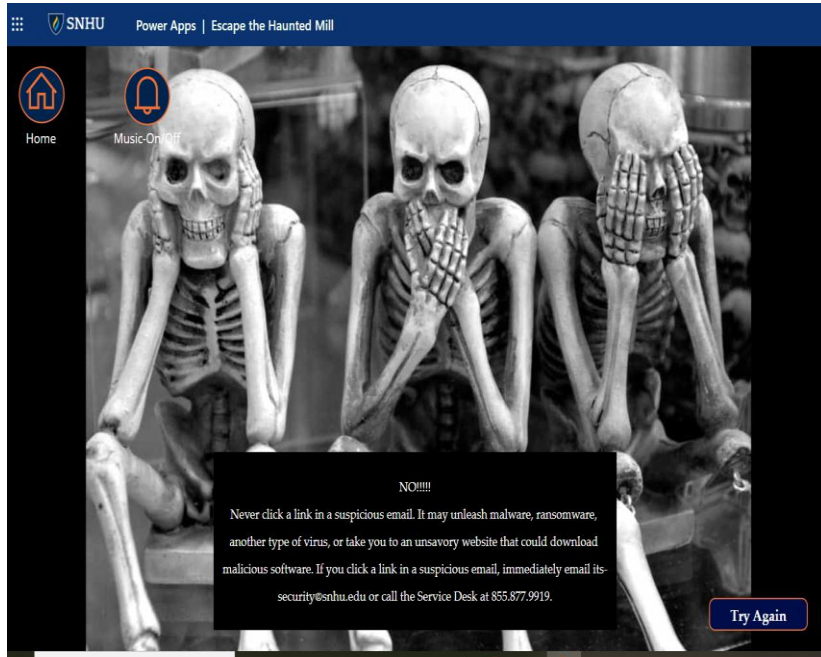 SNHU Power Apps | Escape the Haunted Mill
Home
Music-On/Off
NO!!!!!
Never click a link in a suspicious email. It may unleash malware, ransomware,
another type of virus, or take you to an unsavory website that could download
malicious software. If you click a link in a suspicious email, immediately email its-
security@snhu.edu or call the Service Desk at 855.877.9919.
Try Again